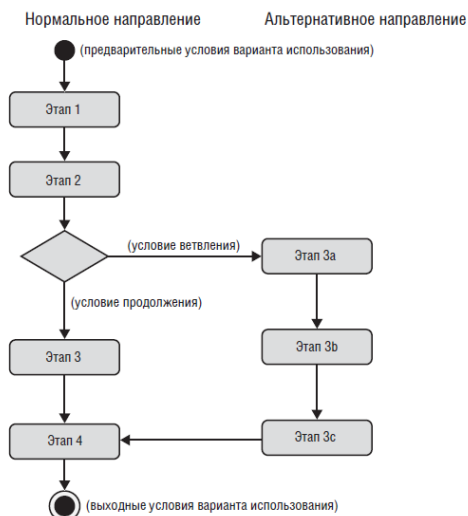 Нормальное направление
Альтернативное направление
(предварительные условия варианта использования)
Этап 1
Этап 2
(условие ветвления)
Этап 3a
(условие продолжения)
Этап 3
Этап 3b
Этап 4
Этап 3c
(выходные условия варианта использования)